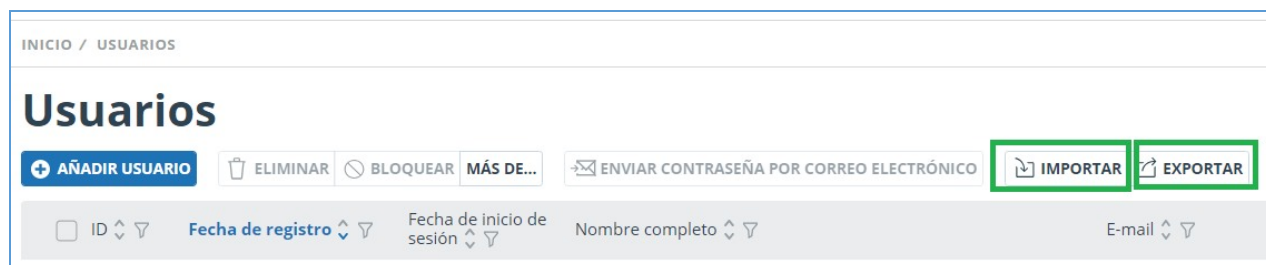 INICIO / USUARIOS
Usuarios
AÑADIR USUARIO ELIMINAR BLOQUEAR MÁS DE... ENVIAR CONTRASEÑA POR CORREO ELECTRÓNICO IMPORTAR EXPORTAR
ID Fecha de registro Fecha de inicio de sesión Nombre completo E-mail